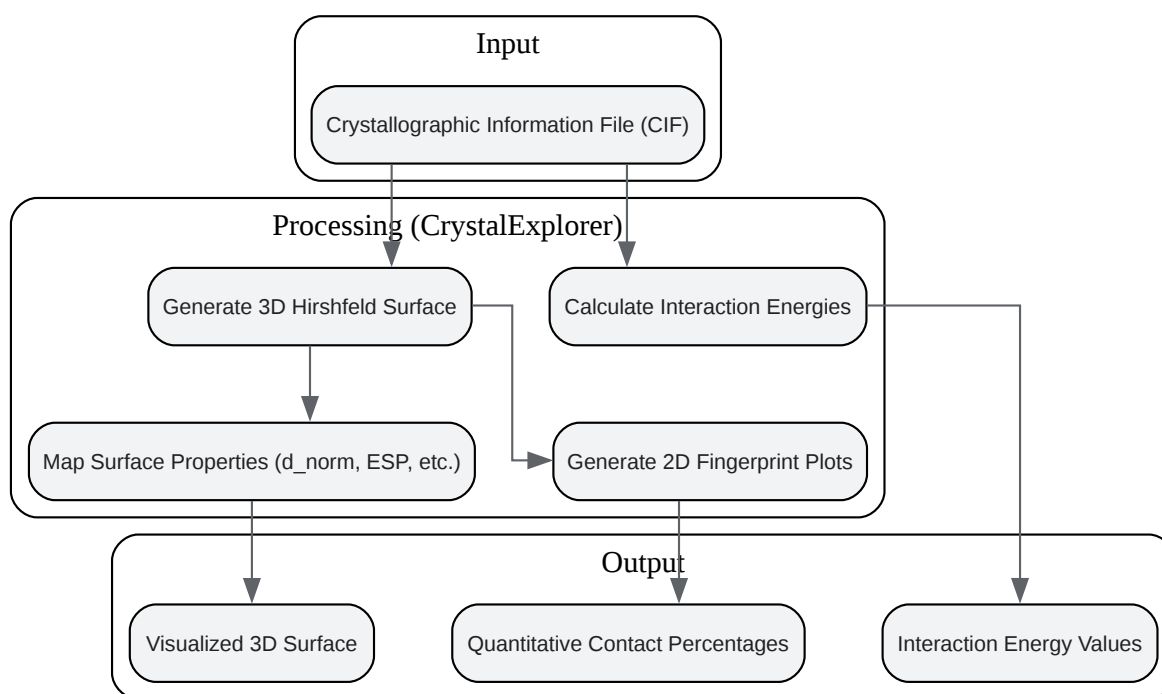 Input
Crystallographic Information File (CIF)
Processing (CrystalExplorer)
Generate 3D Hirshfeld Surface
Calculate Interaction Energies
Map Surface Properties (d_norm, ESP, etc.)
Generate 2D Fingerprint Plots
Output
Visualized 3D Surface
Quantitative Contact Percentages
Interaction Energy Values